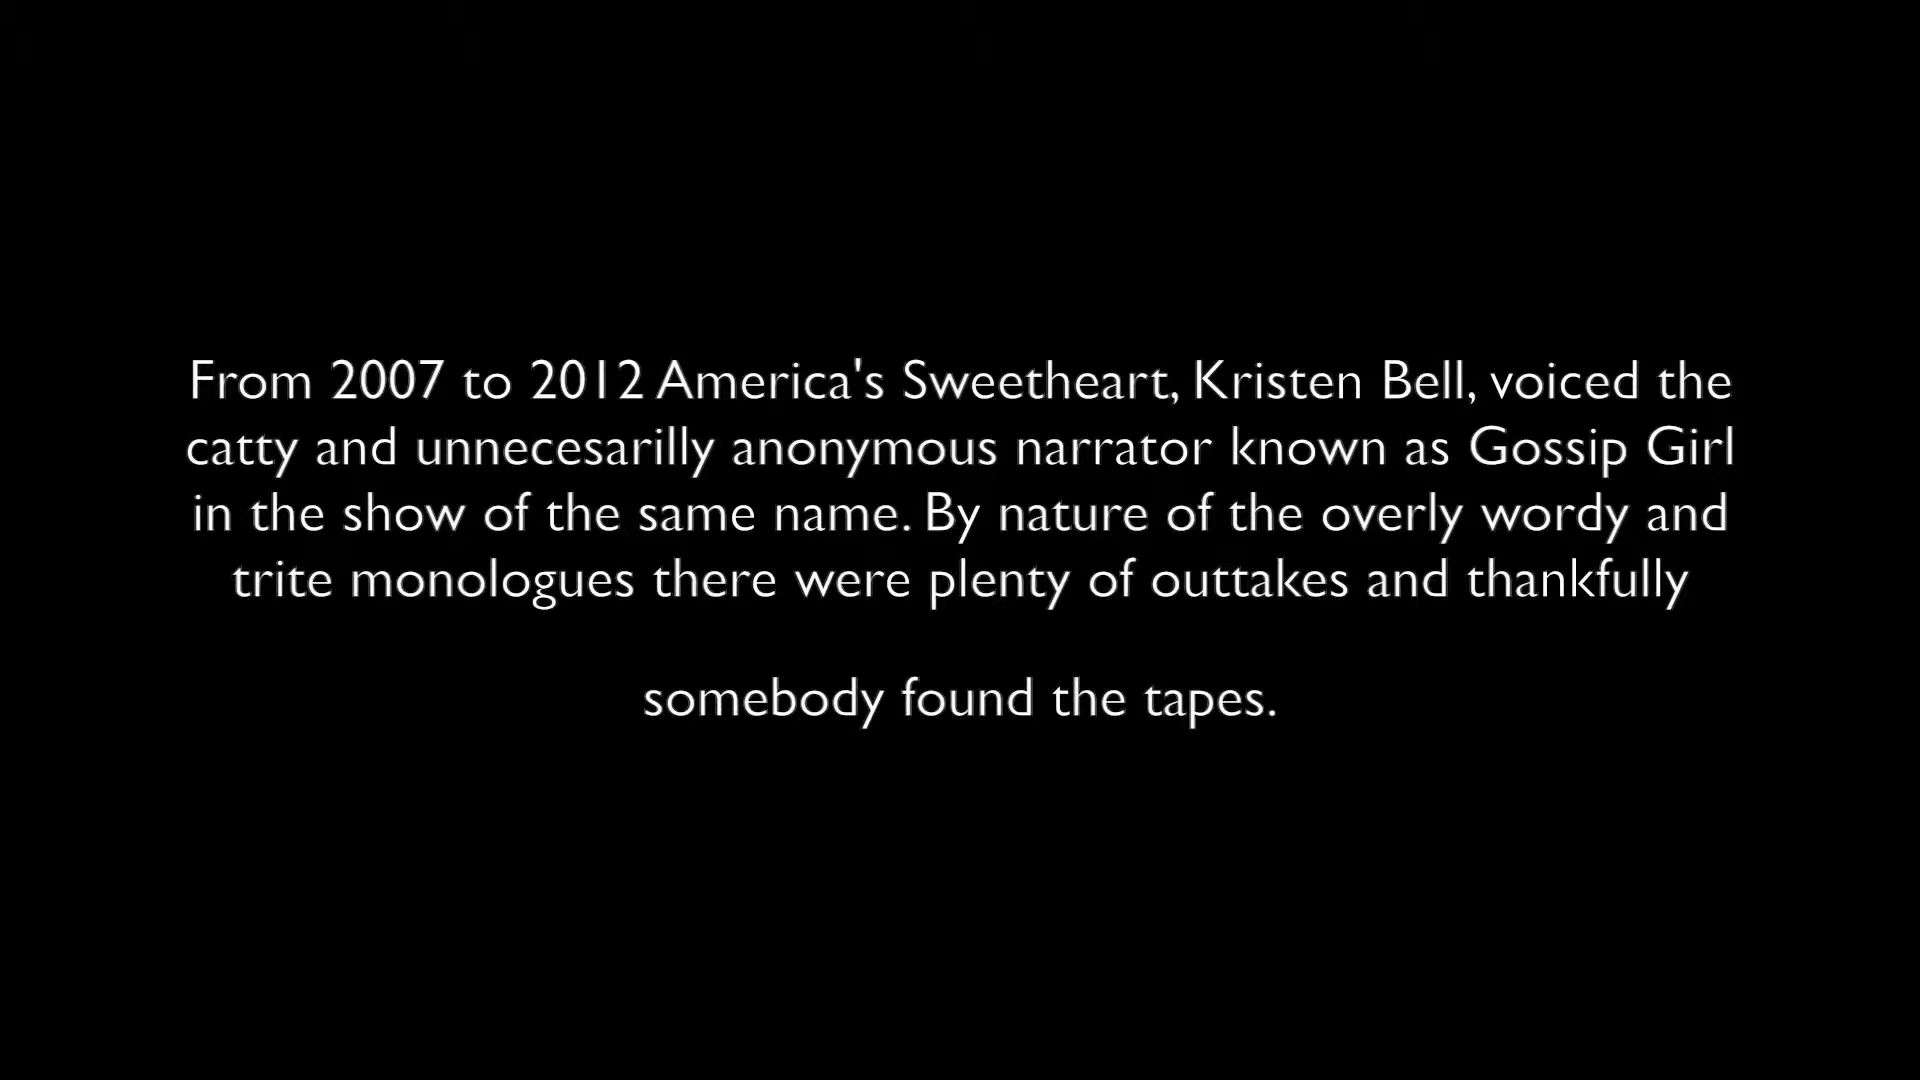 From 2007 to 2012 America's Sweetheart, Kristen Bell, voiced the
catty and unnecesarilly anonymous narrator known as Gossip Girl
in the show of the same name. By nature of the overly wordy and
trite monologues there were plenty of outtakes and thankfully
somebody found the tapes.